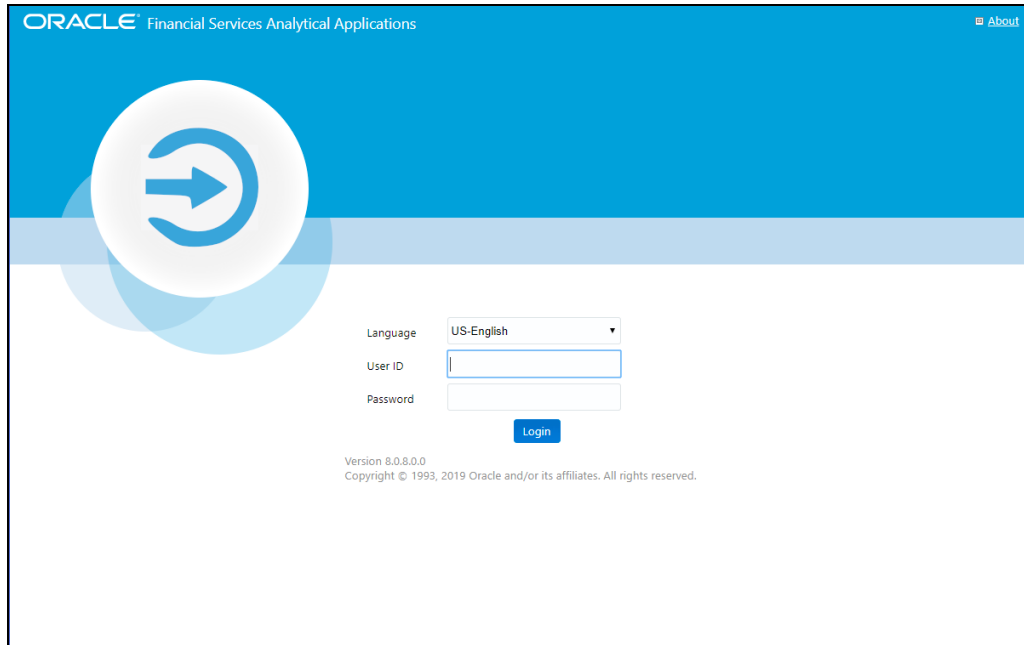 ORACLE® Financial Services Analytical Applications
About
Language US-English
User ID
Password
Login
Version 8.0.8.0.0
Copyright © 1993, 2019 Oracle and/or its affiliates. All rights reserved.